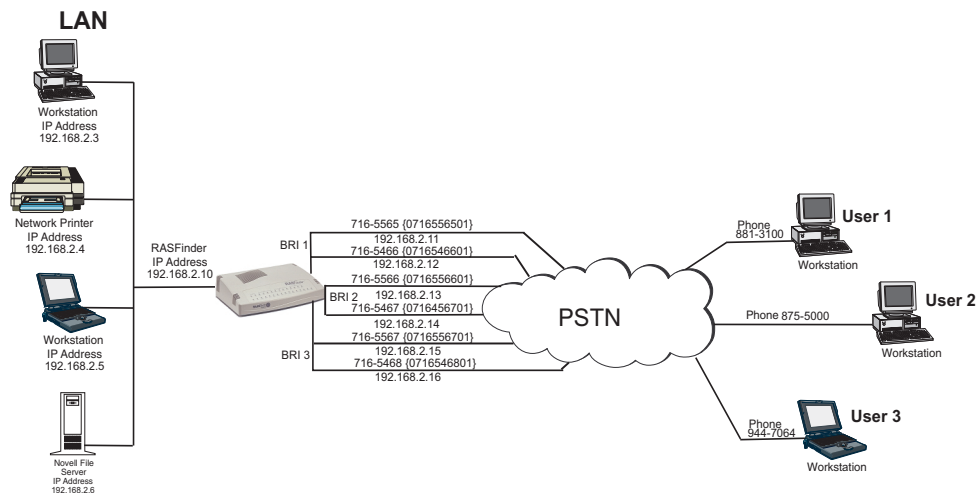 LAN
Workstation
IP Address
192.168.2.3
Network Printer
IP Address
192.168.2.4
Workstation
IP Address
192.168.2.5
Novell File
Server
IP Address
192.168.2.6
RASFinder
IP Address
192.168.2.10
BRI 1
716-5565 {0716556501}
192.168.2.11
716-5466 {0716546601}
192.168.2.12
BRI 2
716-5566 {0716556601}
192.168.2.13
716-5467 {0716456701}
192.168.2.14
BRI 3
716-5567 {0716556701}
192.168.2.15
716-5468 {0716546801}
192.168.2.16
PSTN
Phone
881-3100
User 1
Workstation
Phone 875-5000
User 2
Workstation
Phone
944-7064
User 3
Workstation